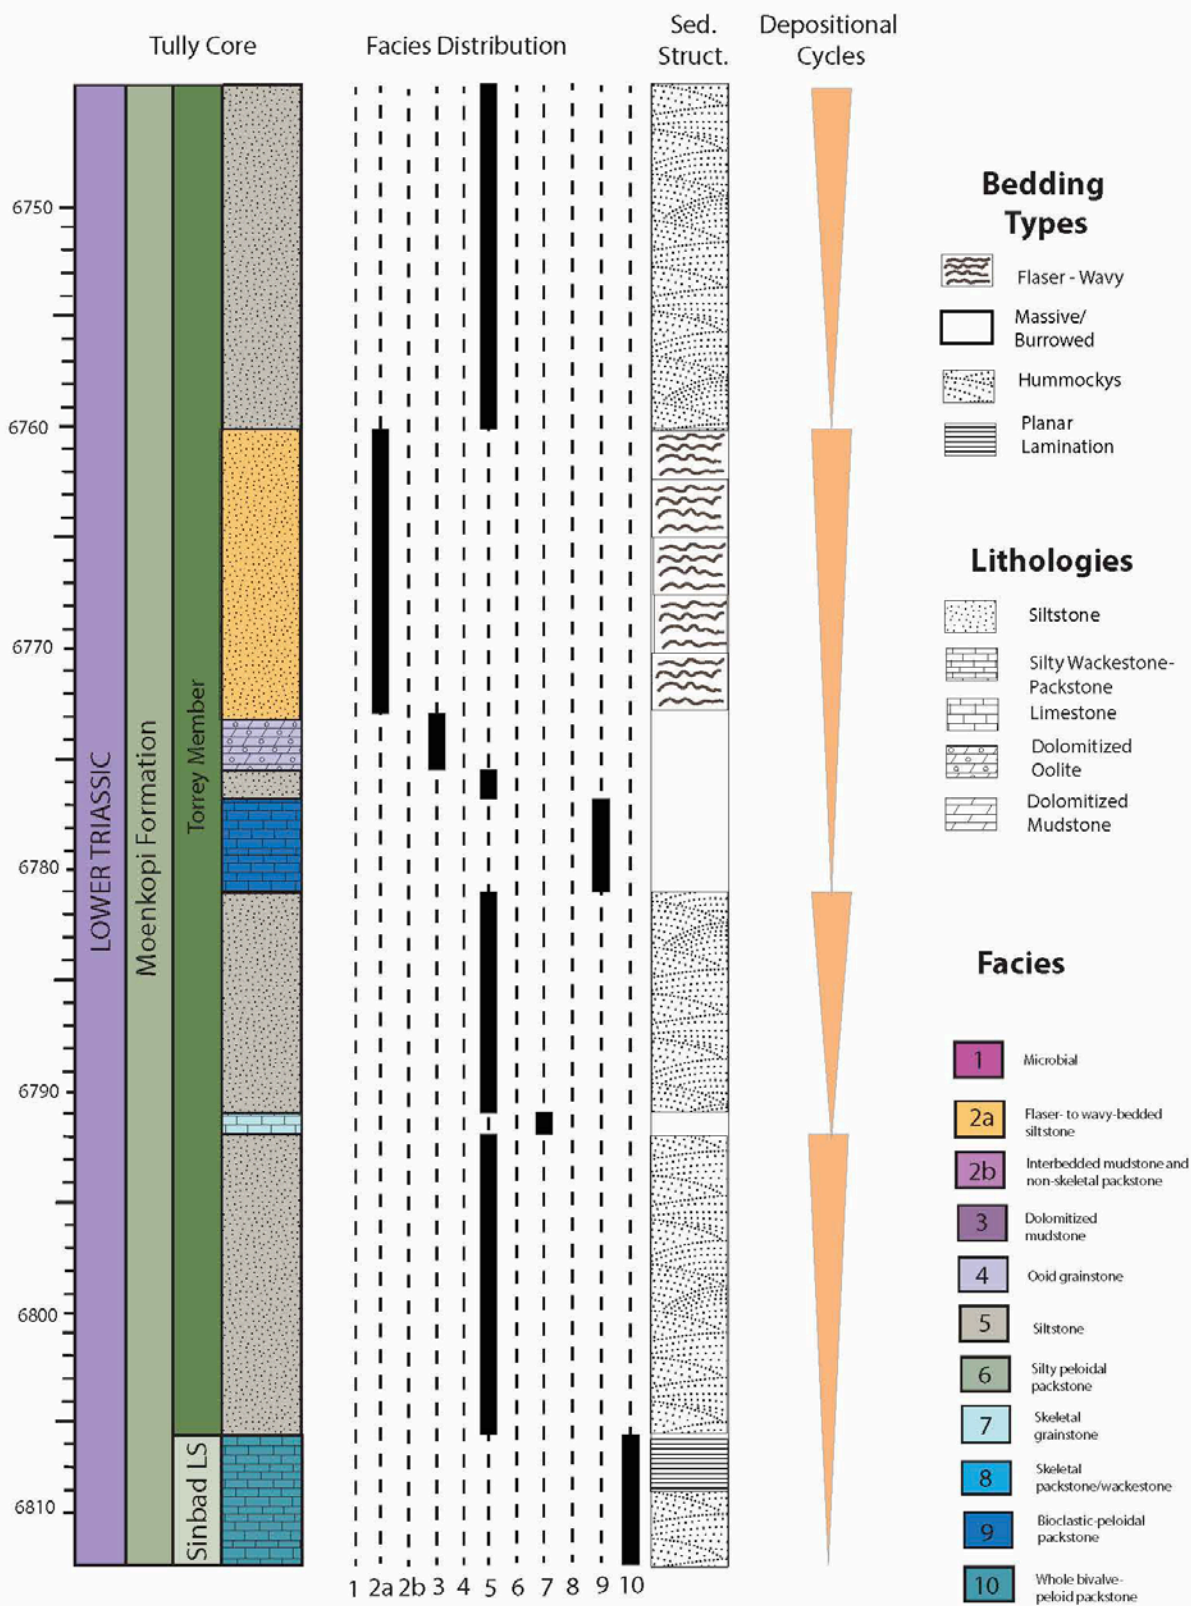 Tully Core
Facies Distribution
Sed.
Struct.
Depositional
Cycles
6750
6760
6770
6780
6790
6800
6810
LOWER TRIASSIC
Moenkopi Formation
Torrey Member
Sinbad LS
1 2a 2b 3 4 5 6 7 8 9 10
Bedding
Types
Flaser - Wavy
Massive/
Burrowed
Hummockys
Planar
Lamination
Lithologies
Siltstone
Silty Wackestone-
Packstone
Limestone
Dolomitized
Oolite
Dolomitized
Mudstone
Facies
1 Microbial
2a Flaser- to wavy-bedded
siltstone
2b Interbedded mudstone and
non-skeletal packstone
3 Dolomitized
mudstone
4 Ooid grainstone
5 Siltstone
6 Silty peloidal
packstone
7 Skeletal
grainstone
8 Skeletal
packstone/wackestone
9 Bioclastic-peloidal
packstone
10 Whole bivalve-
peloid packstone